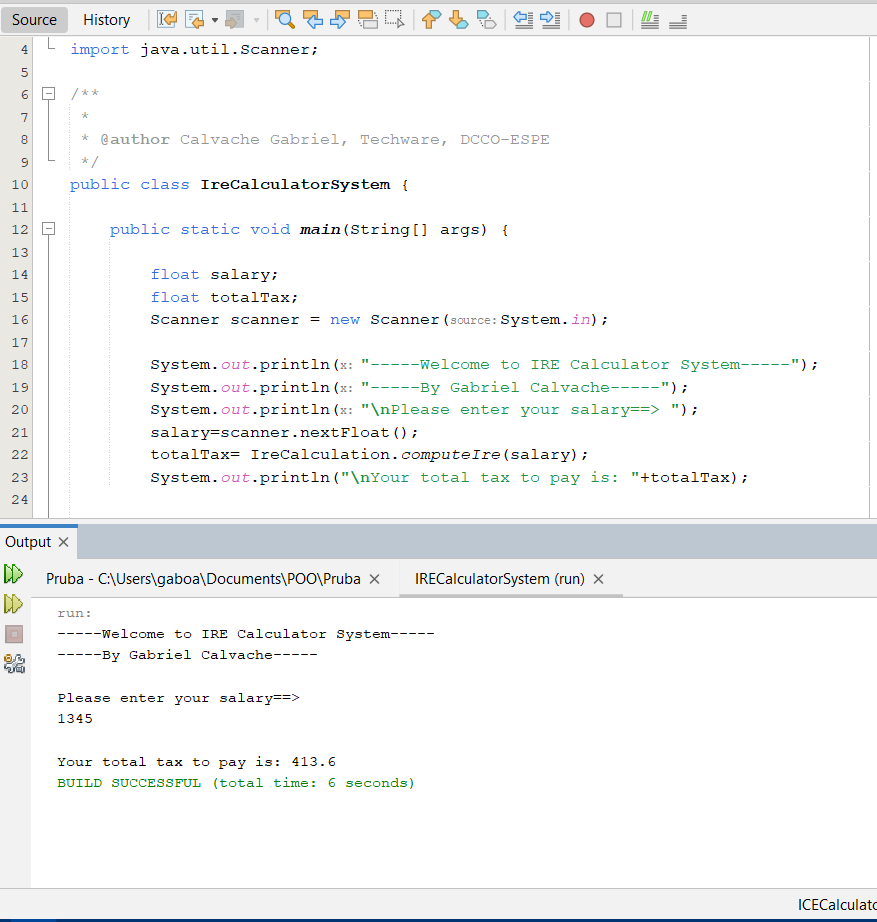 Source History
4 import java.util.Scanner;
5
6 /**
7 *
8 * @author Calvache Gabriel, Techware, DCCO-ESPE
9 */
10 public class IreCalculatorSystem {
11
12 public static void main(String[] args) {
13
14 float salary;
15 float totalTax;
16 Scanner scanner = new Scanner(source: System.in);
17
18 System.out.println(x: "-----Welcome to IRE Calculator System-----");
19 System.out.println(x: "-----By Gabriel Calvache-----");
20 System.out.println(x: "\nPlease enter your salary==> ");
21 salary=scanner.nextFloat();
22 totalTax= IreCalculation.computeIre(salary);
23 System.out.println("\nYour total tax to pay is: "+totalTax);
24
Output
Pruba - C:\Users\gaboa\Documents\POO\Pruba IRECalculatorSystem (run)
run:
-----Welcome to IRE Calculator System-----
-----By Gabriel Calvache-----
Please enter your salary==>
1345
Your total tax to pay is: 413.6
BUILD SUCCESSFUL (total time: 6 seconds)
ICECalculato